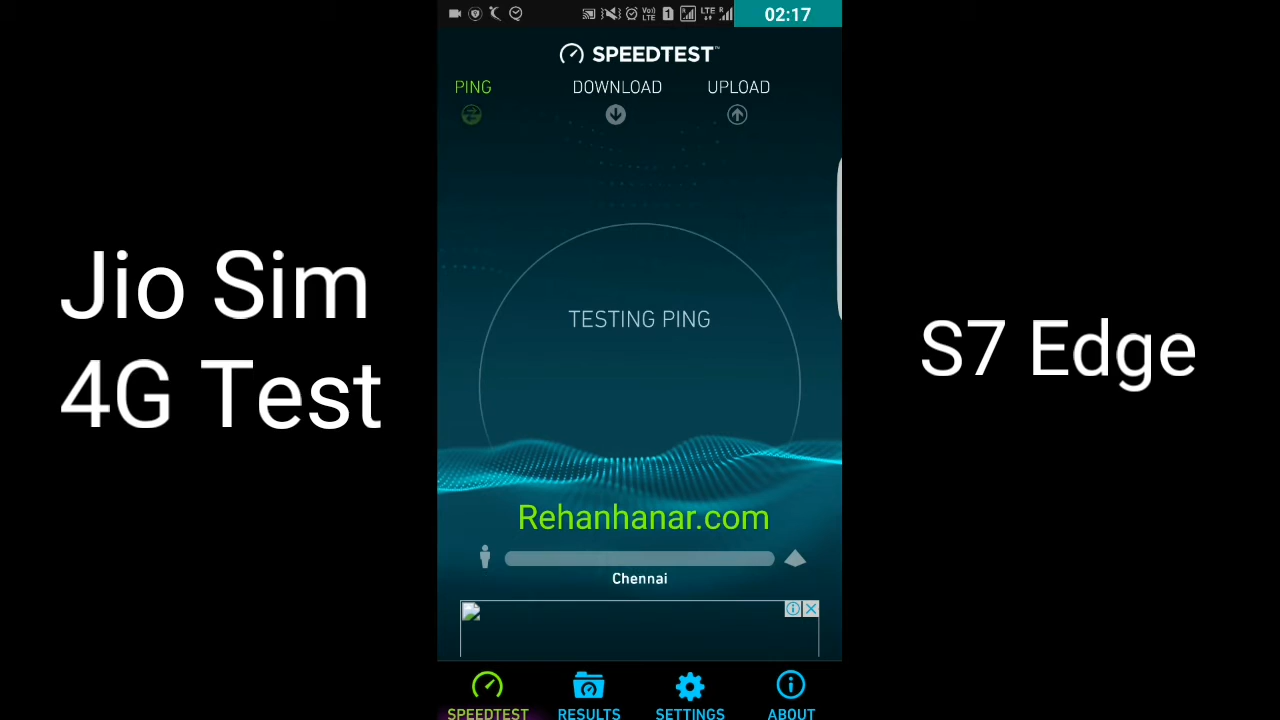 02:17
SPEEDTEST™
PING DOWNLOAD UPLOAD
Jio Sim
4G Test
TESTING PING
S7 Edge
Rehanhanar.com
Chennai
SPEEDTEST RESULTS SETTINGS ABOUT